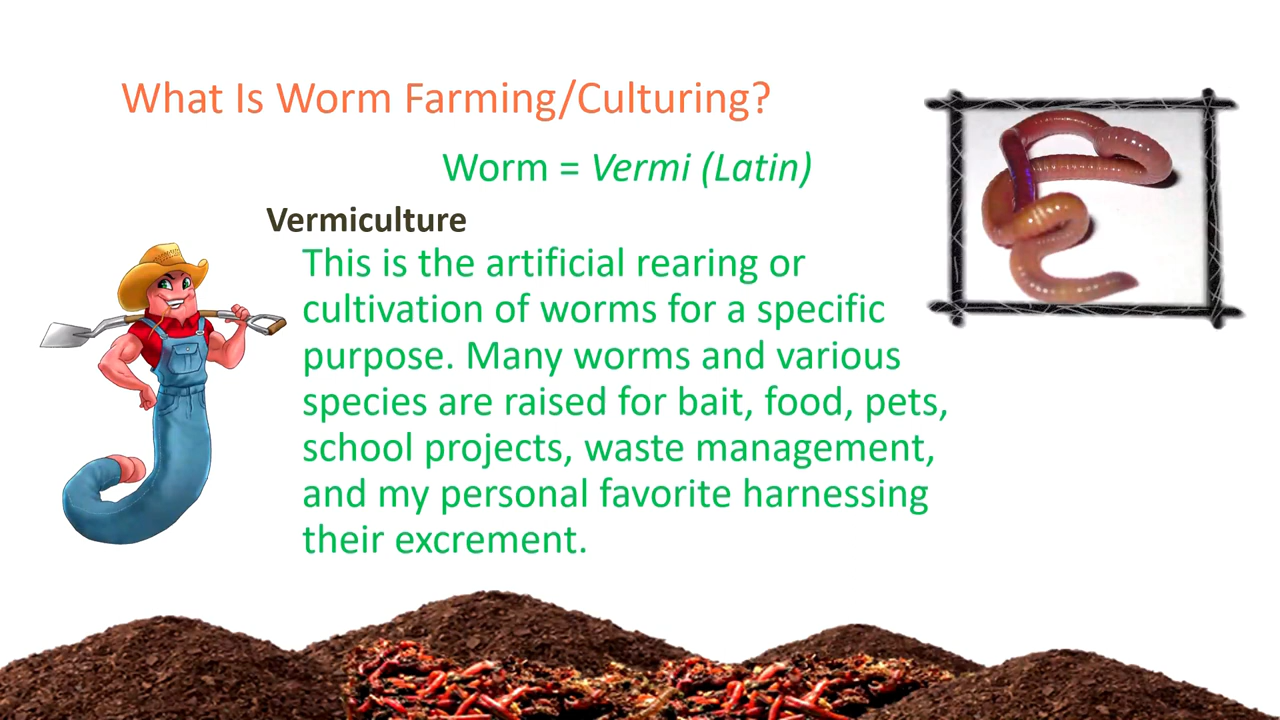 What Is Worm Farming/Culturing?
Worm = Vermi (Latin)
Vermiculture
This is the artificial rearing or
cultivation of worms for a specific
purpose. Many worms and various
species are raised for bait, food, pets,
school projects, waste management,
and my personal favorite harnessing
their excrement.